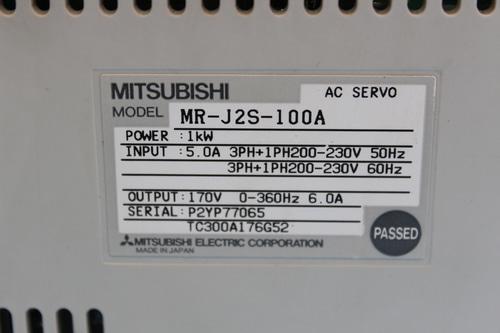 MITSUBISHI AC SERVO
MODEL MR-J2S-100A
POWER : 1kW
INPUT : 5.0A 3PH+1PH200-230V 50Hz
3PH+1PH200-230V 60Hz
OUTPUT: 170V 0-360Hz 6.0A
SERIAL: P2YP77065
TC300A176G52
MITSUBISHI ELECTRIC CORPORATION
MADE IN JAPAN
PASSED